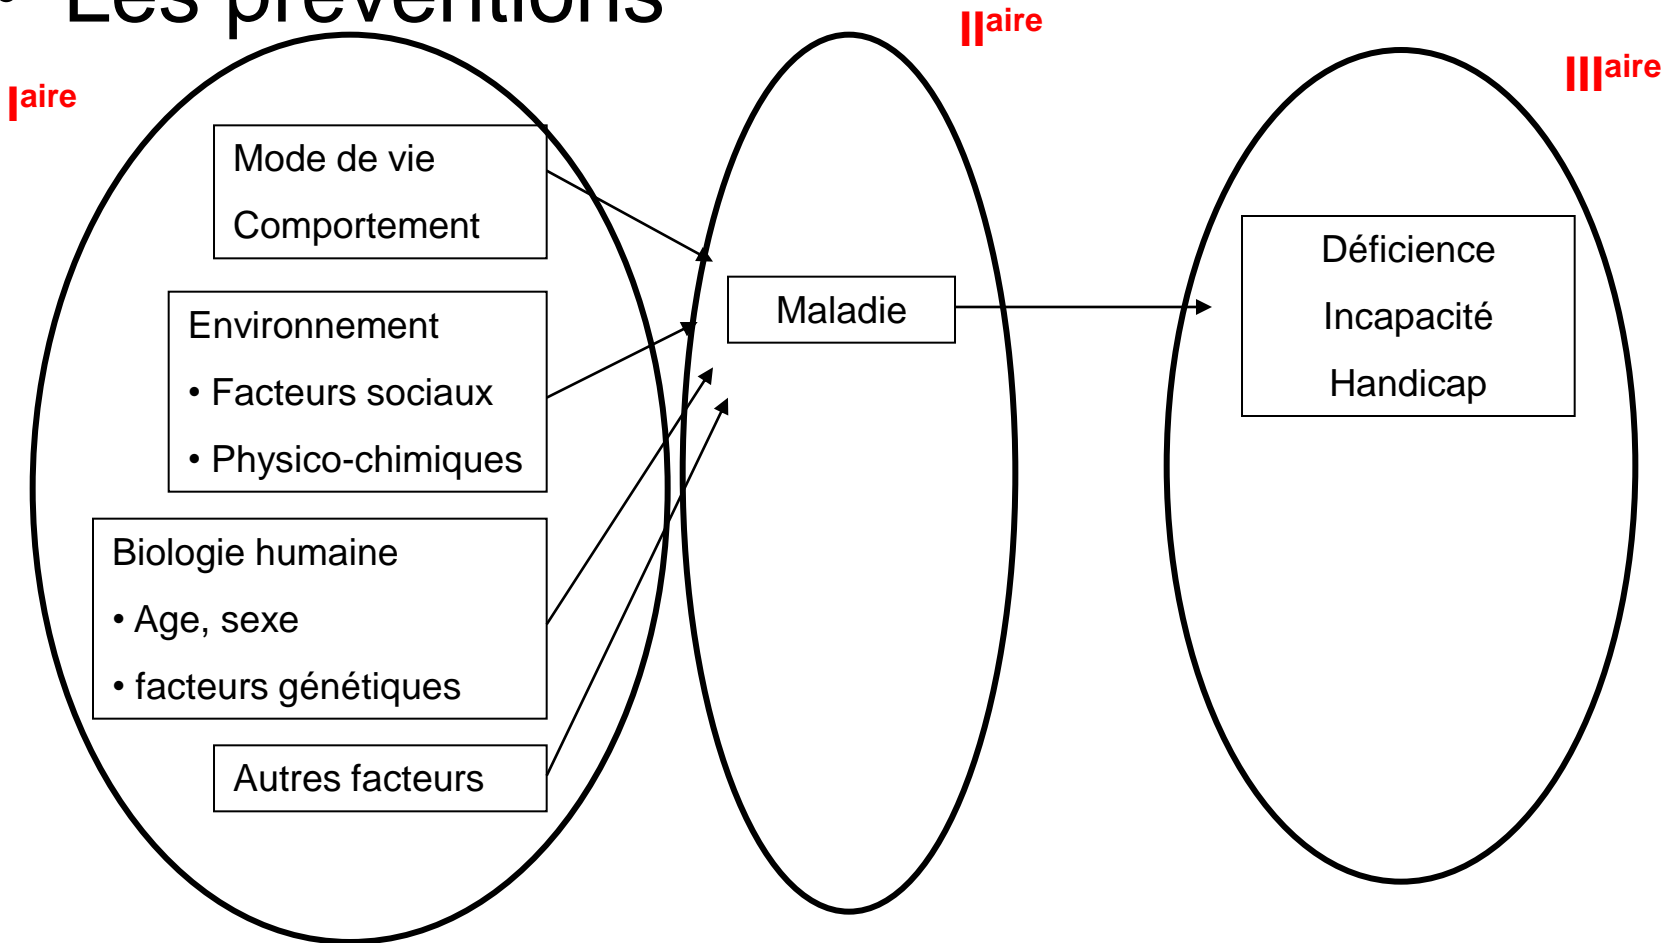 • Les préventions
Iaire
IIaire
IIIaire
Mode de vie
Comportement
Environnement
• Facteurs sociaux
• Physico-chimiques
Biologie humaine
• Age, sexe
• facteurs génétiques
Autres facteurs
Maladie
Déficience
Incapacité
Handicap